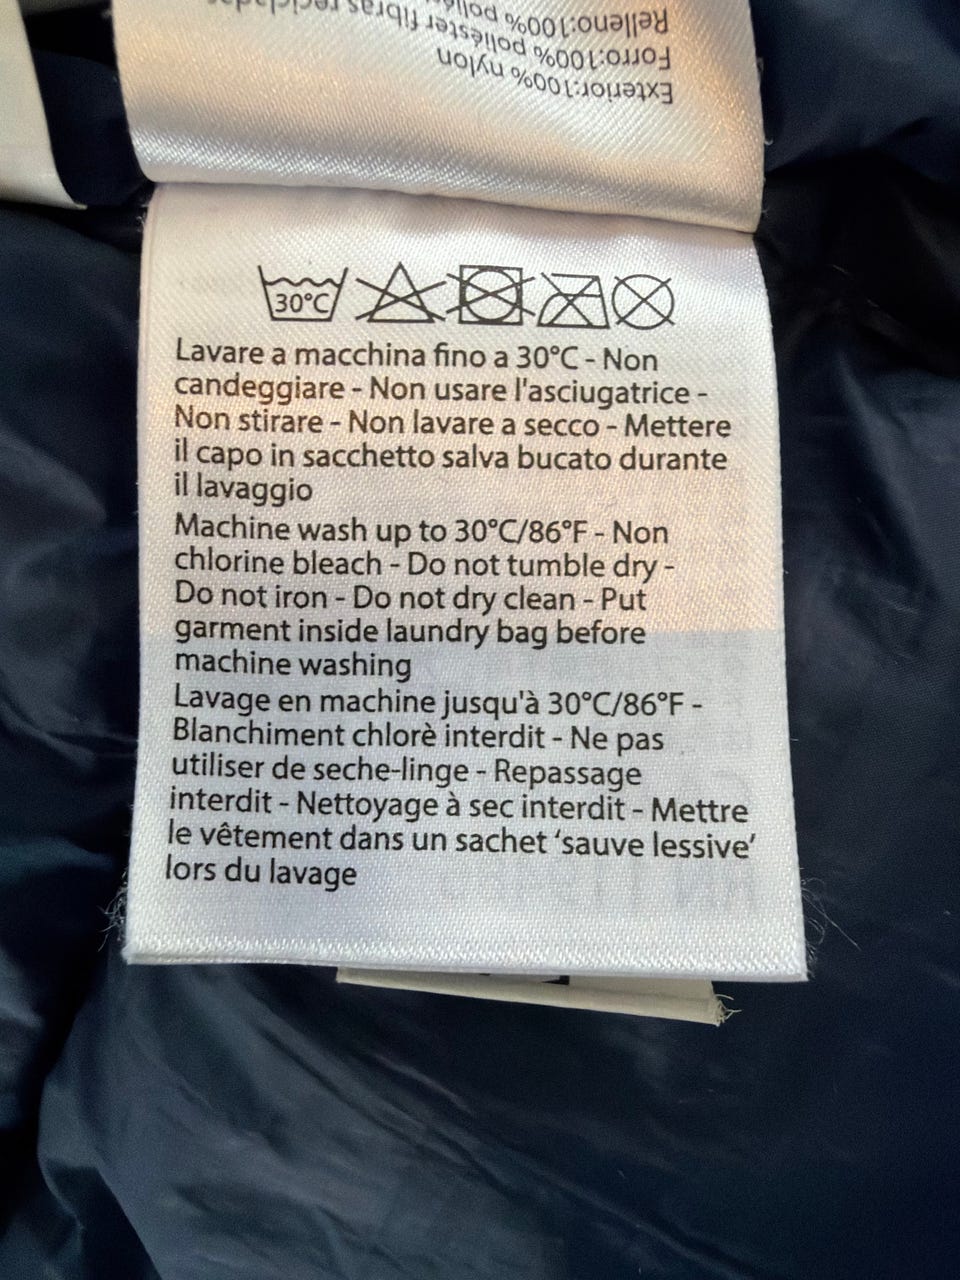 Relleno:100%
Forro:100% poliéster fibras
Exterior:100% nylon
30°C
Lavare a macchina fino a 30°C - Non
candeggiare - Non usare l'asciugatrice -
Non stirare - Non lavare a secco - Mettere
il capo in sacchetto salva bucato durante
il lavaggio
Machine wash up to 30°C/86°F - Non
chlorine bleach - Do not tumble dry -
Do not iron - Do not dry clean - Put
garment inside laundry bag before
machine washing
Lavage en machine jusqu'à 30°C/86°F -
Blanchiment chlorè interdit - Ne pas
utiliser de seche-linge - Repassage
interdit - Nettoyage à sec interdit - Mettre
le vêtement dans un sachet ‘sauve lessive’
lors du lavage